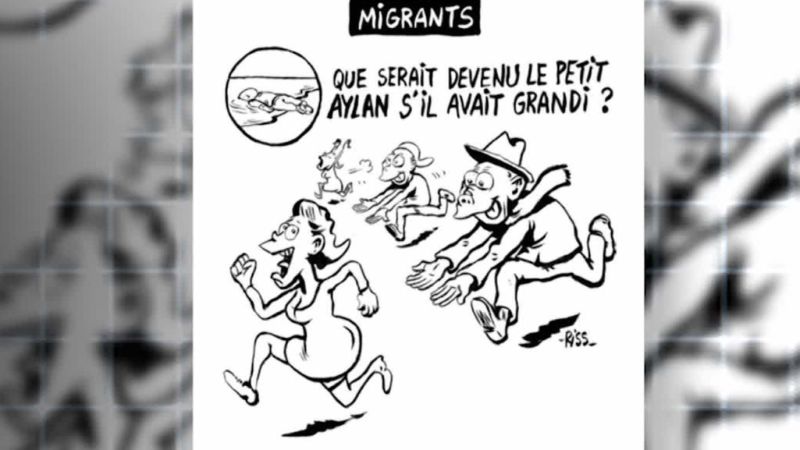 MIGRANTS
QUE SERAIT DEVENU LE PETIT
AYLAN S'IL AVAIT GRANDI ?
-RISS-